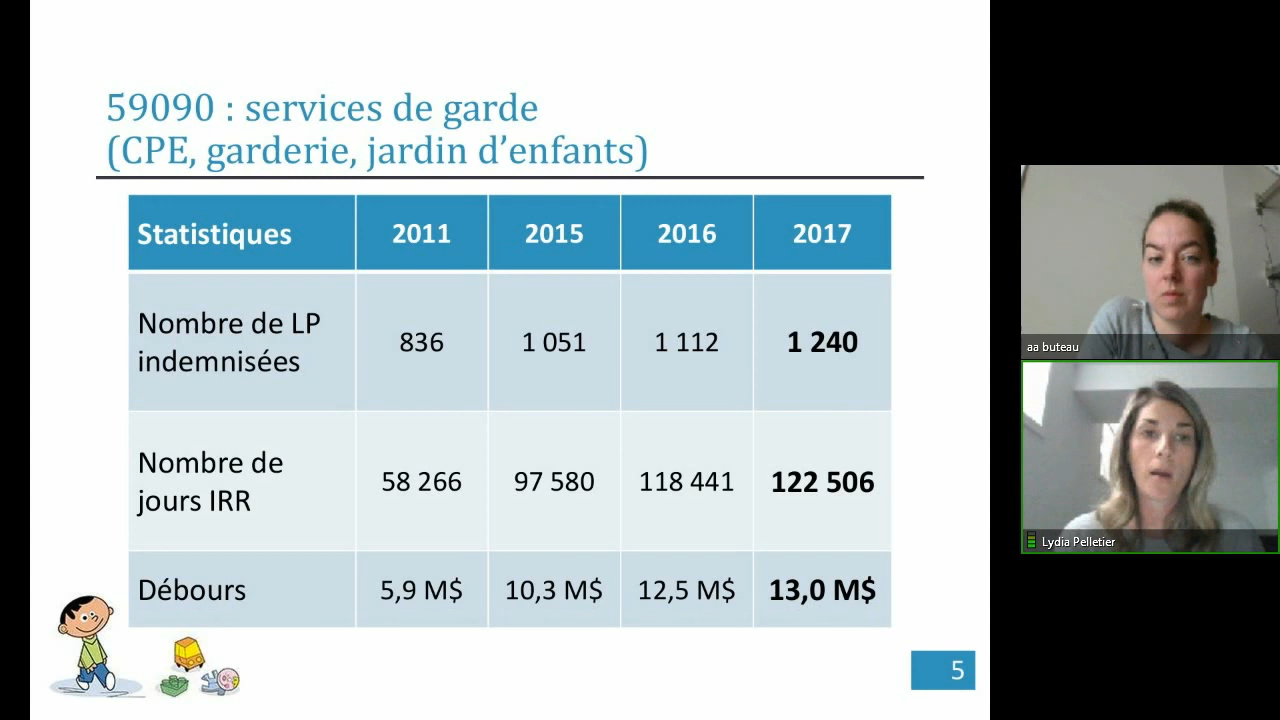 59090 : services de garde
(CPE, garderie, jardin d’enfants)
Statistiques 2011 2015 2016 2017
Nombre de LP
indemnisées 836 1 051 1 112 1 240
Nombre de
jours IRR 58 266 97 580 118 441 122 506
Débours 5,9 M$ 10,3 M$ 12,5 M$ 13,0 M$
5
aa buteau
Lydia Pelletier